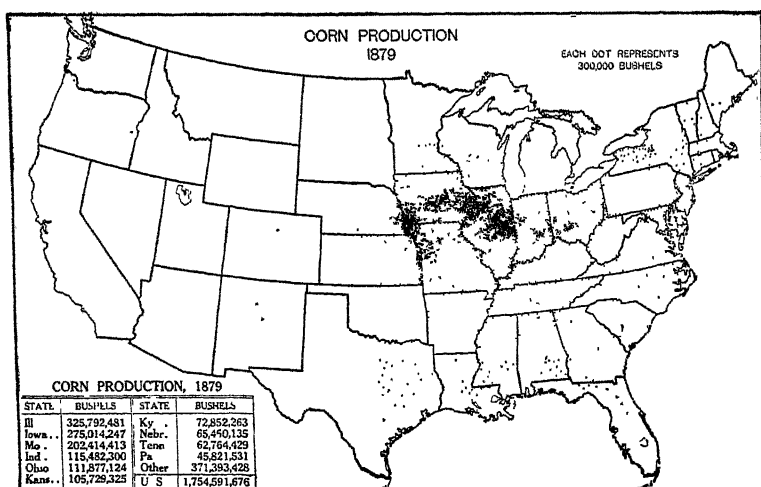 CORN PRODUCTION
1879
EACH DOT REPRESENTS
300,000 BUSHELS
CORN PRODUCTION, 1879
STATE BUSHELS STATE BUSHELS
Ill 325,792,481 Ky . 72,852,263
Iowa.. 275,014,247 Nebr. 65,450,135
Mo . 202,414,413 Tenn 62,764,429
Ind . 115,482,300 Pa 45,821,531
Ohio 111,877,124 Other 371,393,428
Kans.. 105,729,325 U S 1,754,591,676